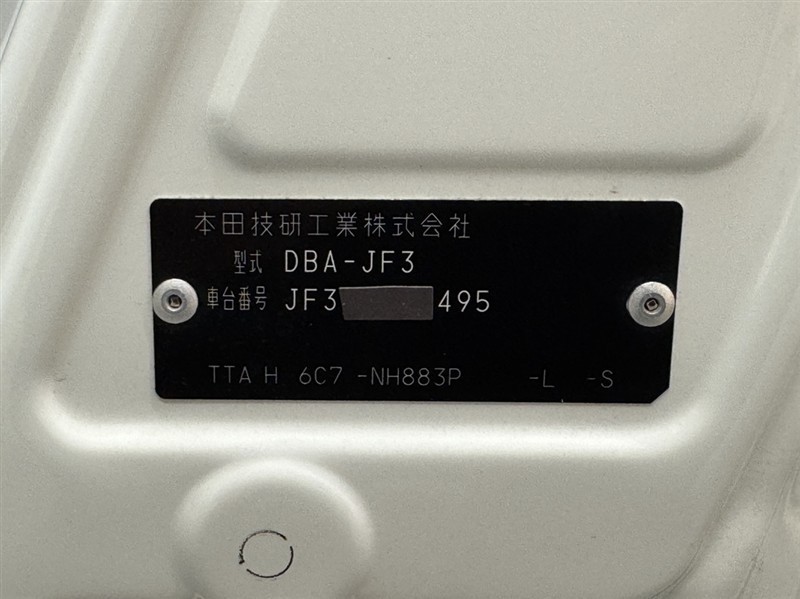 本田技研工業株式会社
型式 DBA-JF3
車台番号 JF3 495
TTA H 6C7 -NH883P -L -S